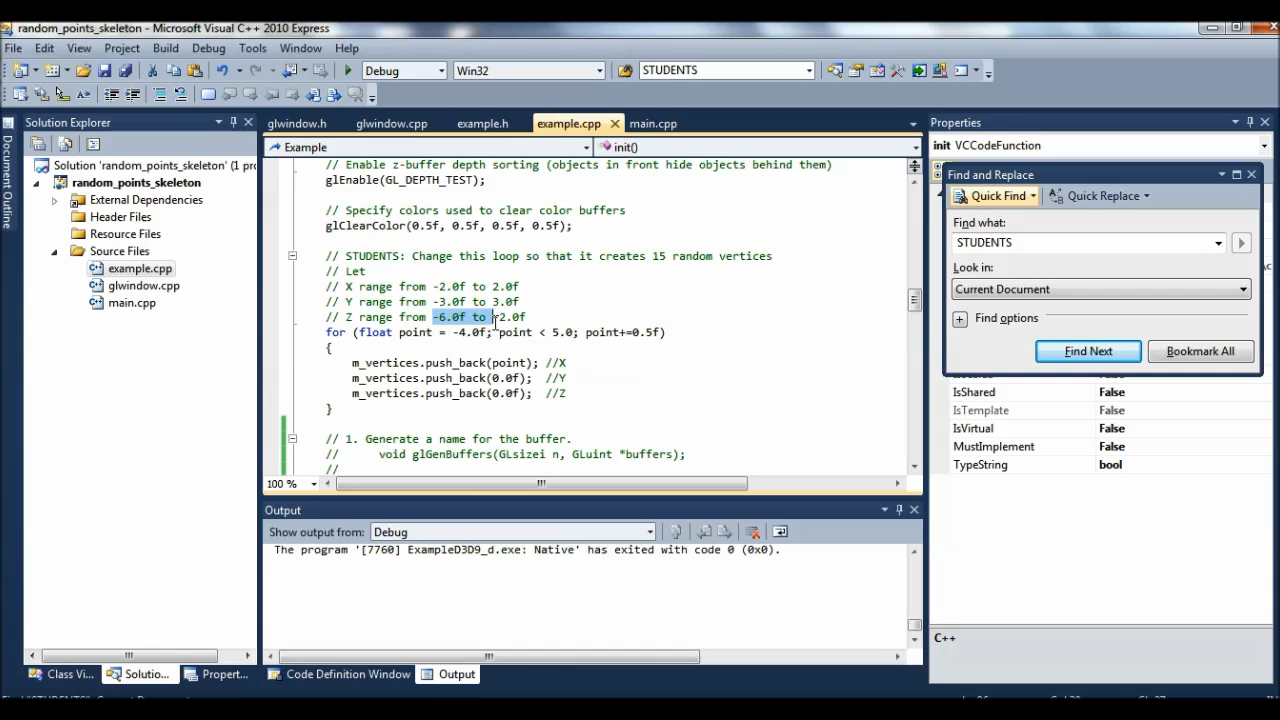 random_points_skeleton - Microsoft Visual C++ 2010 Express
File Edit View Project Build Debug Tools Window Help
Debug Win32 STUDENTS
Document Outline
Solution Explorer
Solution 'random_points_skeleton' (1 pro
random_points_skeleton
External Dependencies
Header Files
Resource Files
Source Files
example.cpp
glwindow.cpp
main.cpp
Class Vi... Solutio... Propert...
glwindow.h glwindow.cpp example.h example.cpp main.cpp
Example init()
// Enable z-buffer depth sorting (objects in front hide objects behind them)
glEnable(GL_DEPTH_TEST);
// Specify colors used to clear color buffers
glClearColor(0.5f, 0.5f, 0.5f, 0.5f);
// STUDENTS: Change this loop so that it creates 15 random vertices
// Let
// X range from -2.0f to 2.0f
// Y range from -3.0f to 3.0f
// Z range from -6.0f to -2.0f
for (float point = -4.0f; point < 5.0; point+=0.5f)
{
m_vertices.push_back(point); //X
m_vertices.push_back(0.0f); //Y
m_vertices.push_back(0.0f); //Z
}
// 1. Generate a name for the buffer.
// void glGenBuffers(GLsizei n, GLuint *buffers);
//
100 %
Output
Show output from: Debug
The program '[7760] ExampleD3D9_d.exe: Native' has exited with code 0 (0x0).
Code Definition Window Output
Properties
init VCCodeFunction
Find and Replace
Quick Find Quick Replace
Find what:
STUDENTS
Look in:
Current Document
Find options
Find Next Bookmark All
IsShared False
IsTemplate False
IsVirtual False
MustImplement False
TypeString bool
C++